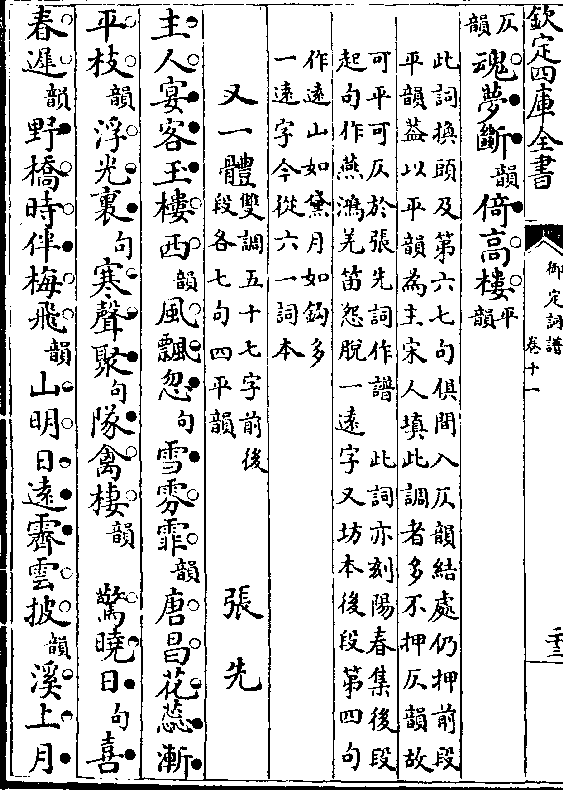 欽定四庫全書 御定詞譜 卷十一
仄韻魂夢斷韻倚高樓平韻
此詞換頭及第六七句俱間入仄韻結處仍押前段
平韻葢以平韻為主宋人填此調者多不押仄韻故
可平可仄於張先詞作譜 此詞亦刻陽春集後段
起句作燕鴻羌笛怨脫一遠字又坊本後段第四句
作遠山如黛月如鈎多
一遠字今從六一詞本
又一體 雙調五十七字前後段各七句四平韻 張先
主人宴客玉樓西韻風飄忽句雪雰霏韻唐昌花蕊漸
平枝韻浮光裏句寒聲聚句隊禽棲韻 驚曉日句喜
春遲韻野橋時伴梅飛韻山明日遠霽雲披韻溪上月